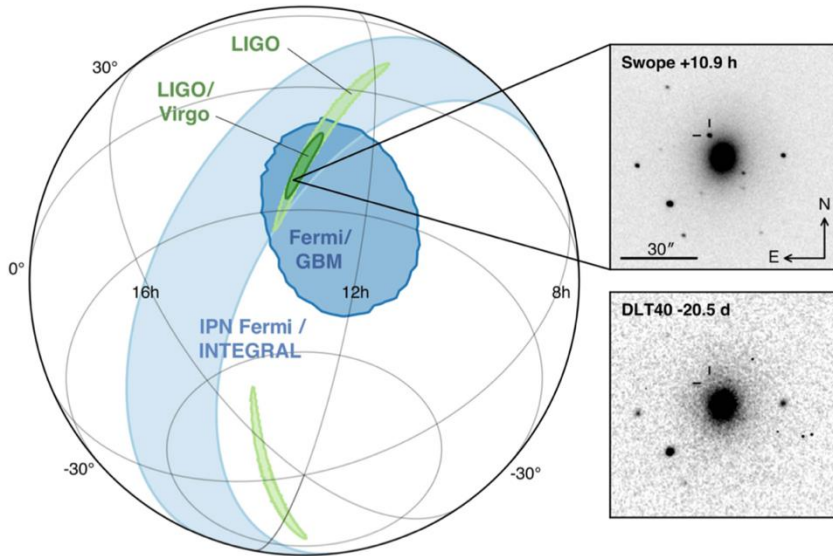 LIGO
LIGO/
Virgo
30°
Fermi/
GBM
0°
16h
12h
8h
IPN Fermi /
INTEGRAL
-30°
-30°
Swope +10.9 h
N
E
30″
DLT40 -20.5 d